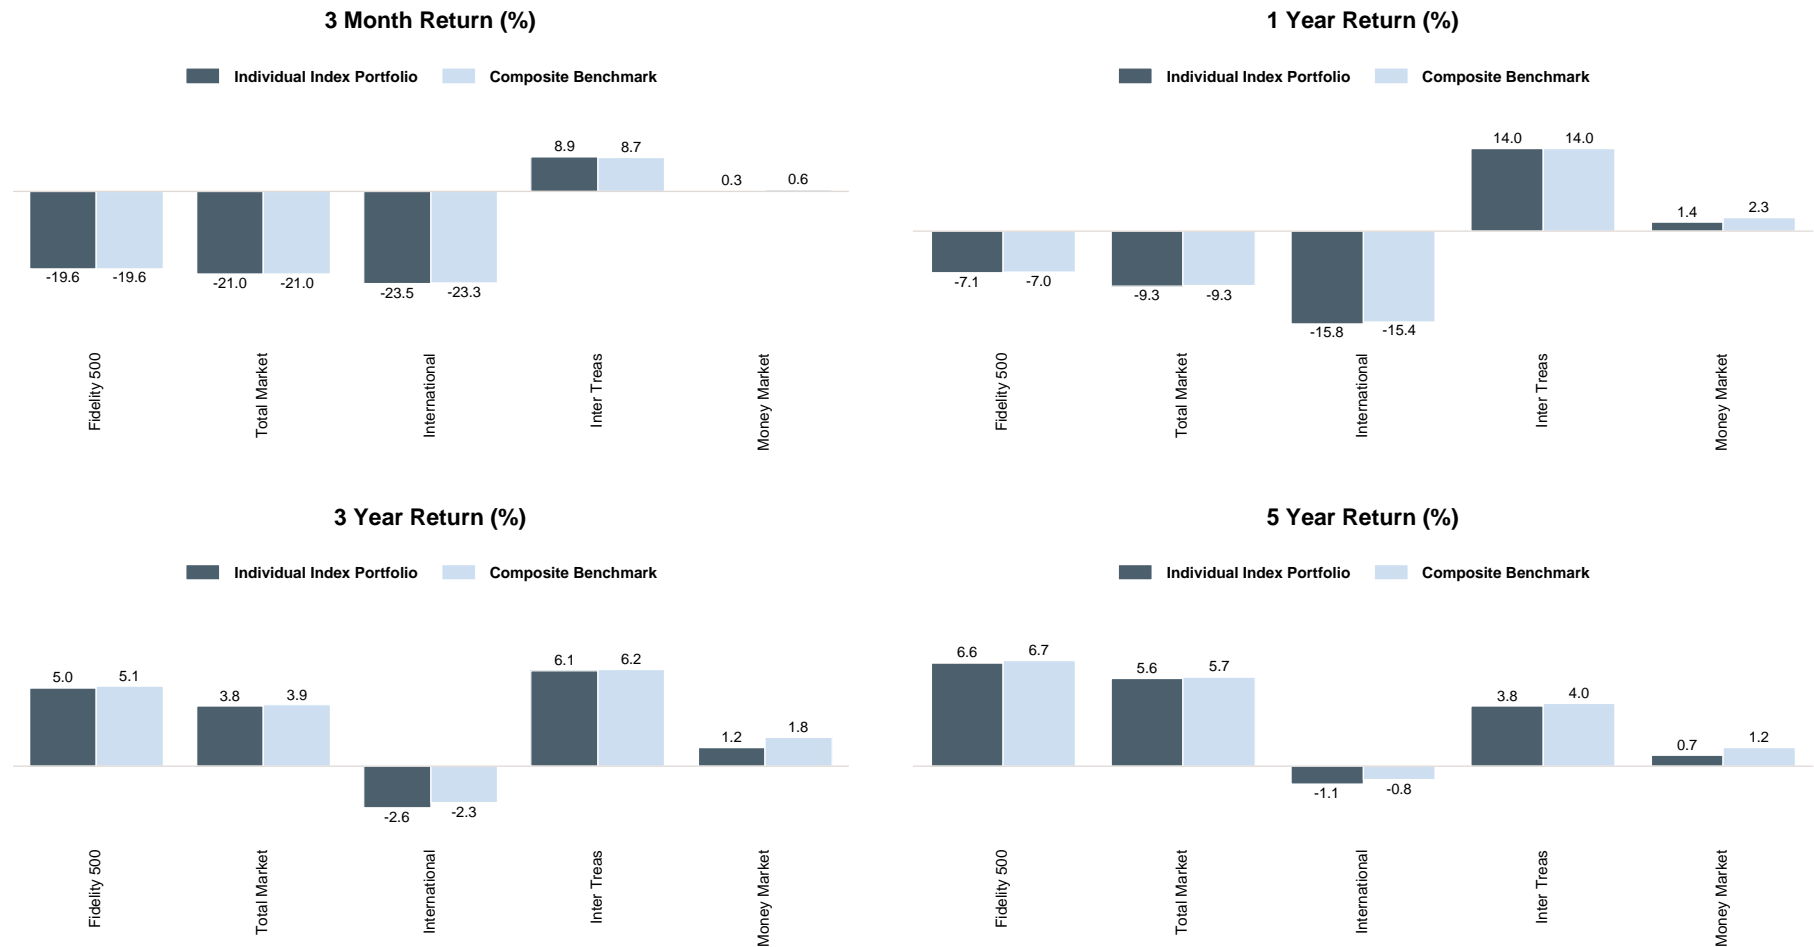 3 Month Return (%)
Individual Index Portfolio Composite Benchmark
8.9 8.7
0.3 0.6
-19.6 -19.6
-21.0 -21.0
-23.5 -23.3
Fidelity 500
Total Market
International
Inter Treas
Money Market
1 Year Return (%)
Individual Index Portfolio Composite Benchmark
14.0 14.0
1.4 2.3
-7.1 -7.0
-9.3 -9.3
-15.8 -15.4
Fidelity 500
Total Market
International
Inter Treas
Money Market
3 Year Return (%)
Individual Index Portfolio Composite Benchmark
5.0 5.1
3.8 3.9
6.1 6.2
1.2 1.8
-2.6 -2.3
Fidelity 500
Total Market
International
Inter Treas
Money Market
5 Year Return (%)
Individual Index Portfolio Composite Benchmark
6.6 6.7
5.6 5.7
3.8 4.0
0.7 1.2
-1.1 -0.8
Fidelity 500
Total Market
International
Inter Treas
Money Market